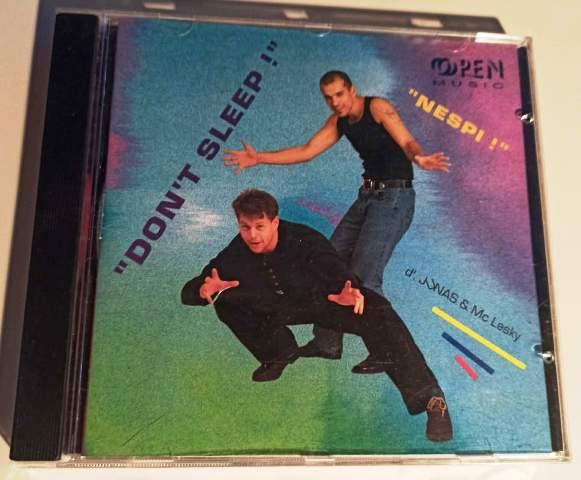 "DON'T SLEEP !"
OPEN
MUSIC
"NESPI !"
d'. JONAS & Mc Lesky